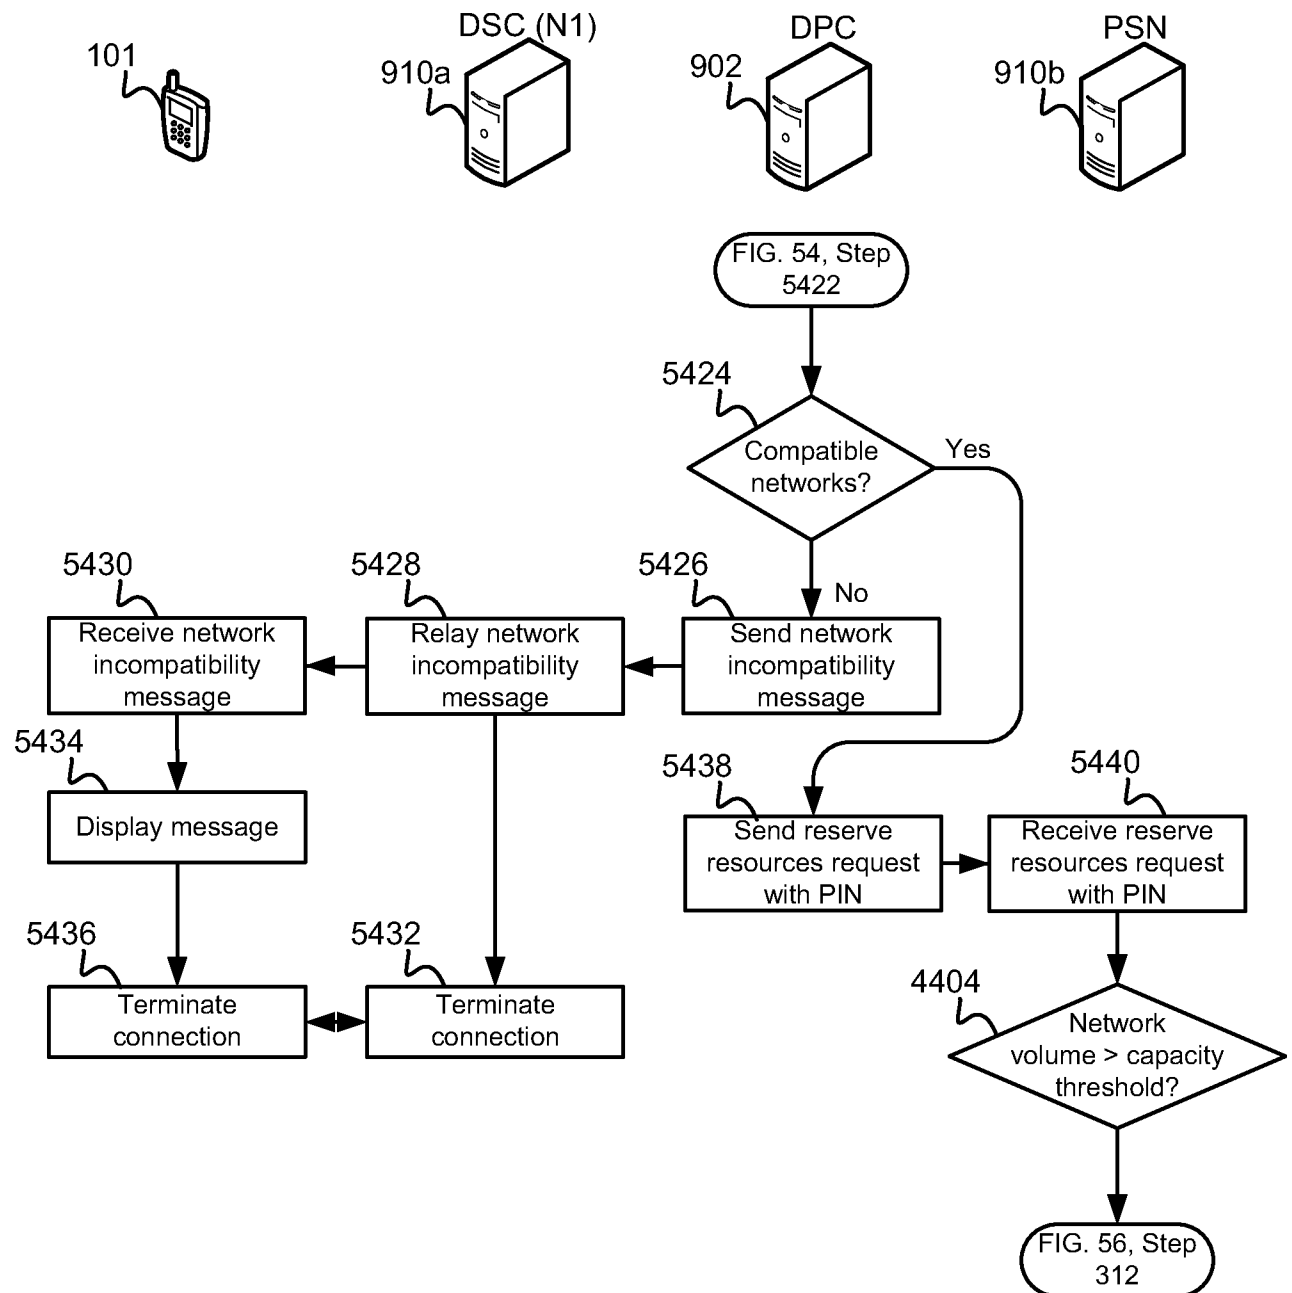 DSC (N1)
DPC
PSN
101
910a
902
910b
FIG. 54, Step
5422
5424
Compatible
networks?
Yes
No
5430
5428
5426
Receive network
incompatibility
message
Relay network
incompatibility
message
Send network
incompatibility
message
5434
Display message
5438
5440
Send reserve
resources request
with PIN
Receive reserve
resources request
with PIN
5436
5432
Terminate
connection
Terminate
connection
4404
Network
volume > capacity
threshold?
FIG. 56, Step
312